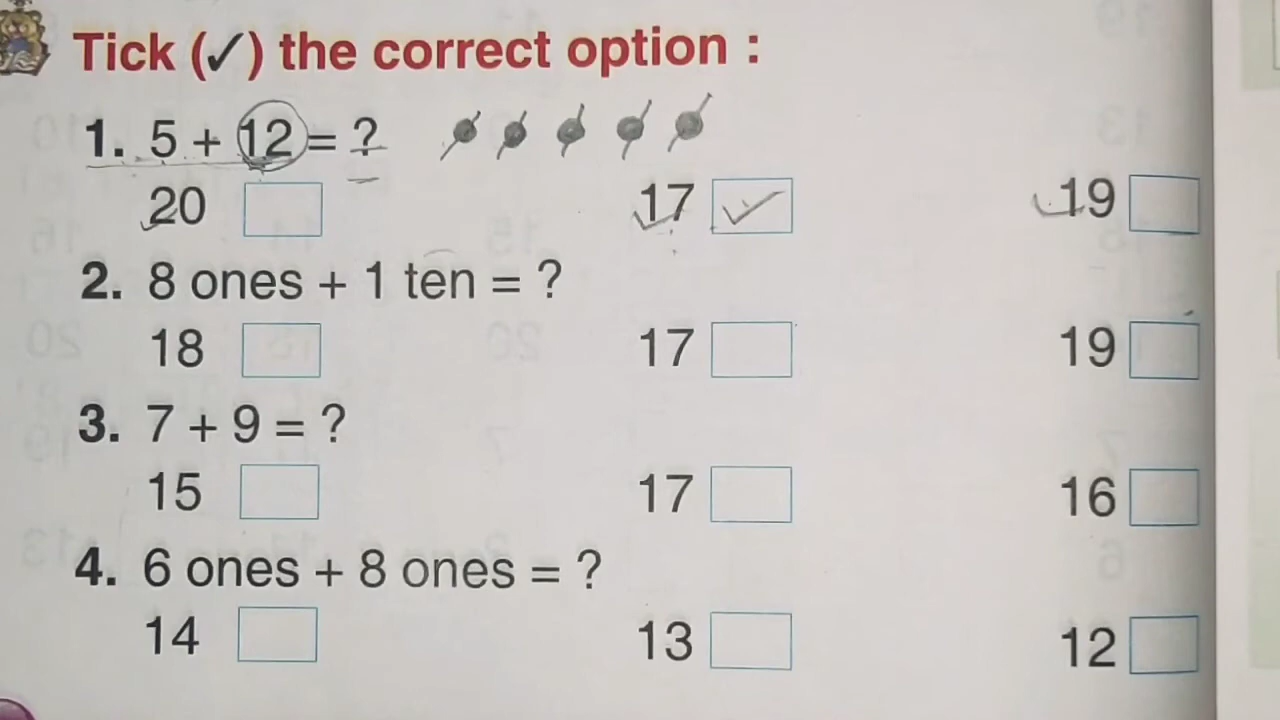 Tick (✓) the correct option :
1. 5 + 12 = ?
20 17 ✓ 19
2. 8 ones + 1 ten = ?
18 17 19
3. 7 + 9 = ?
15 17 16
4. 6 ones + 8 ones = ?
14 13 12